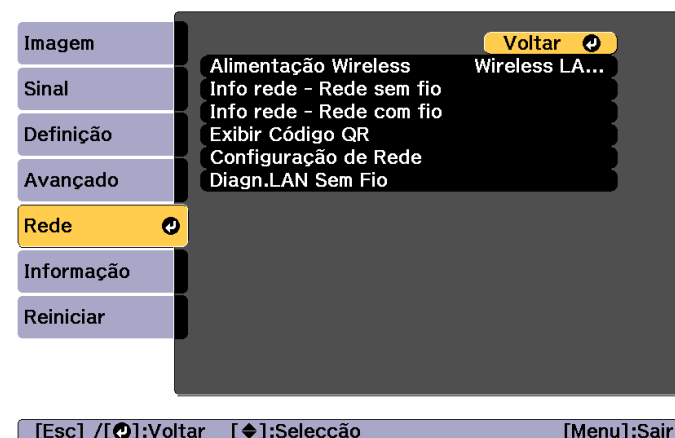 Imagem
Sinal
Definição
Avançado
Rede
Informação
Reiniciar
Voltar
Alimentação Wireless Wireless LA...
Info rede - Rede sem fio
Info rede - Rede com fio
Exibir Código QR
Configuração de Rede
Diagn.LAN Sem Fio
[Esc] /[⏎]:Voltar [◆]:Selecção [Menu]:Sair